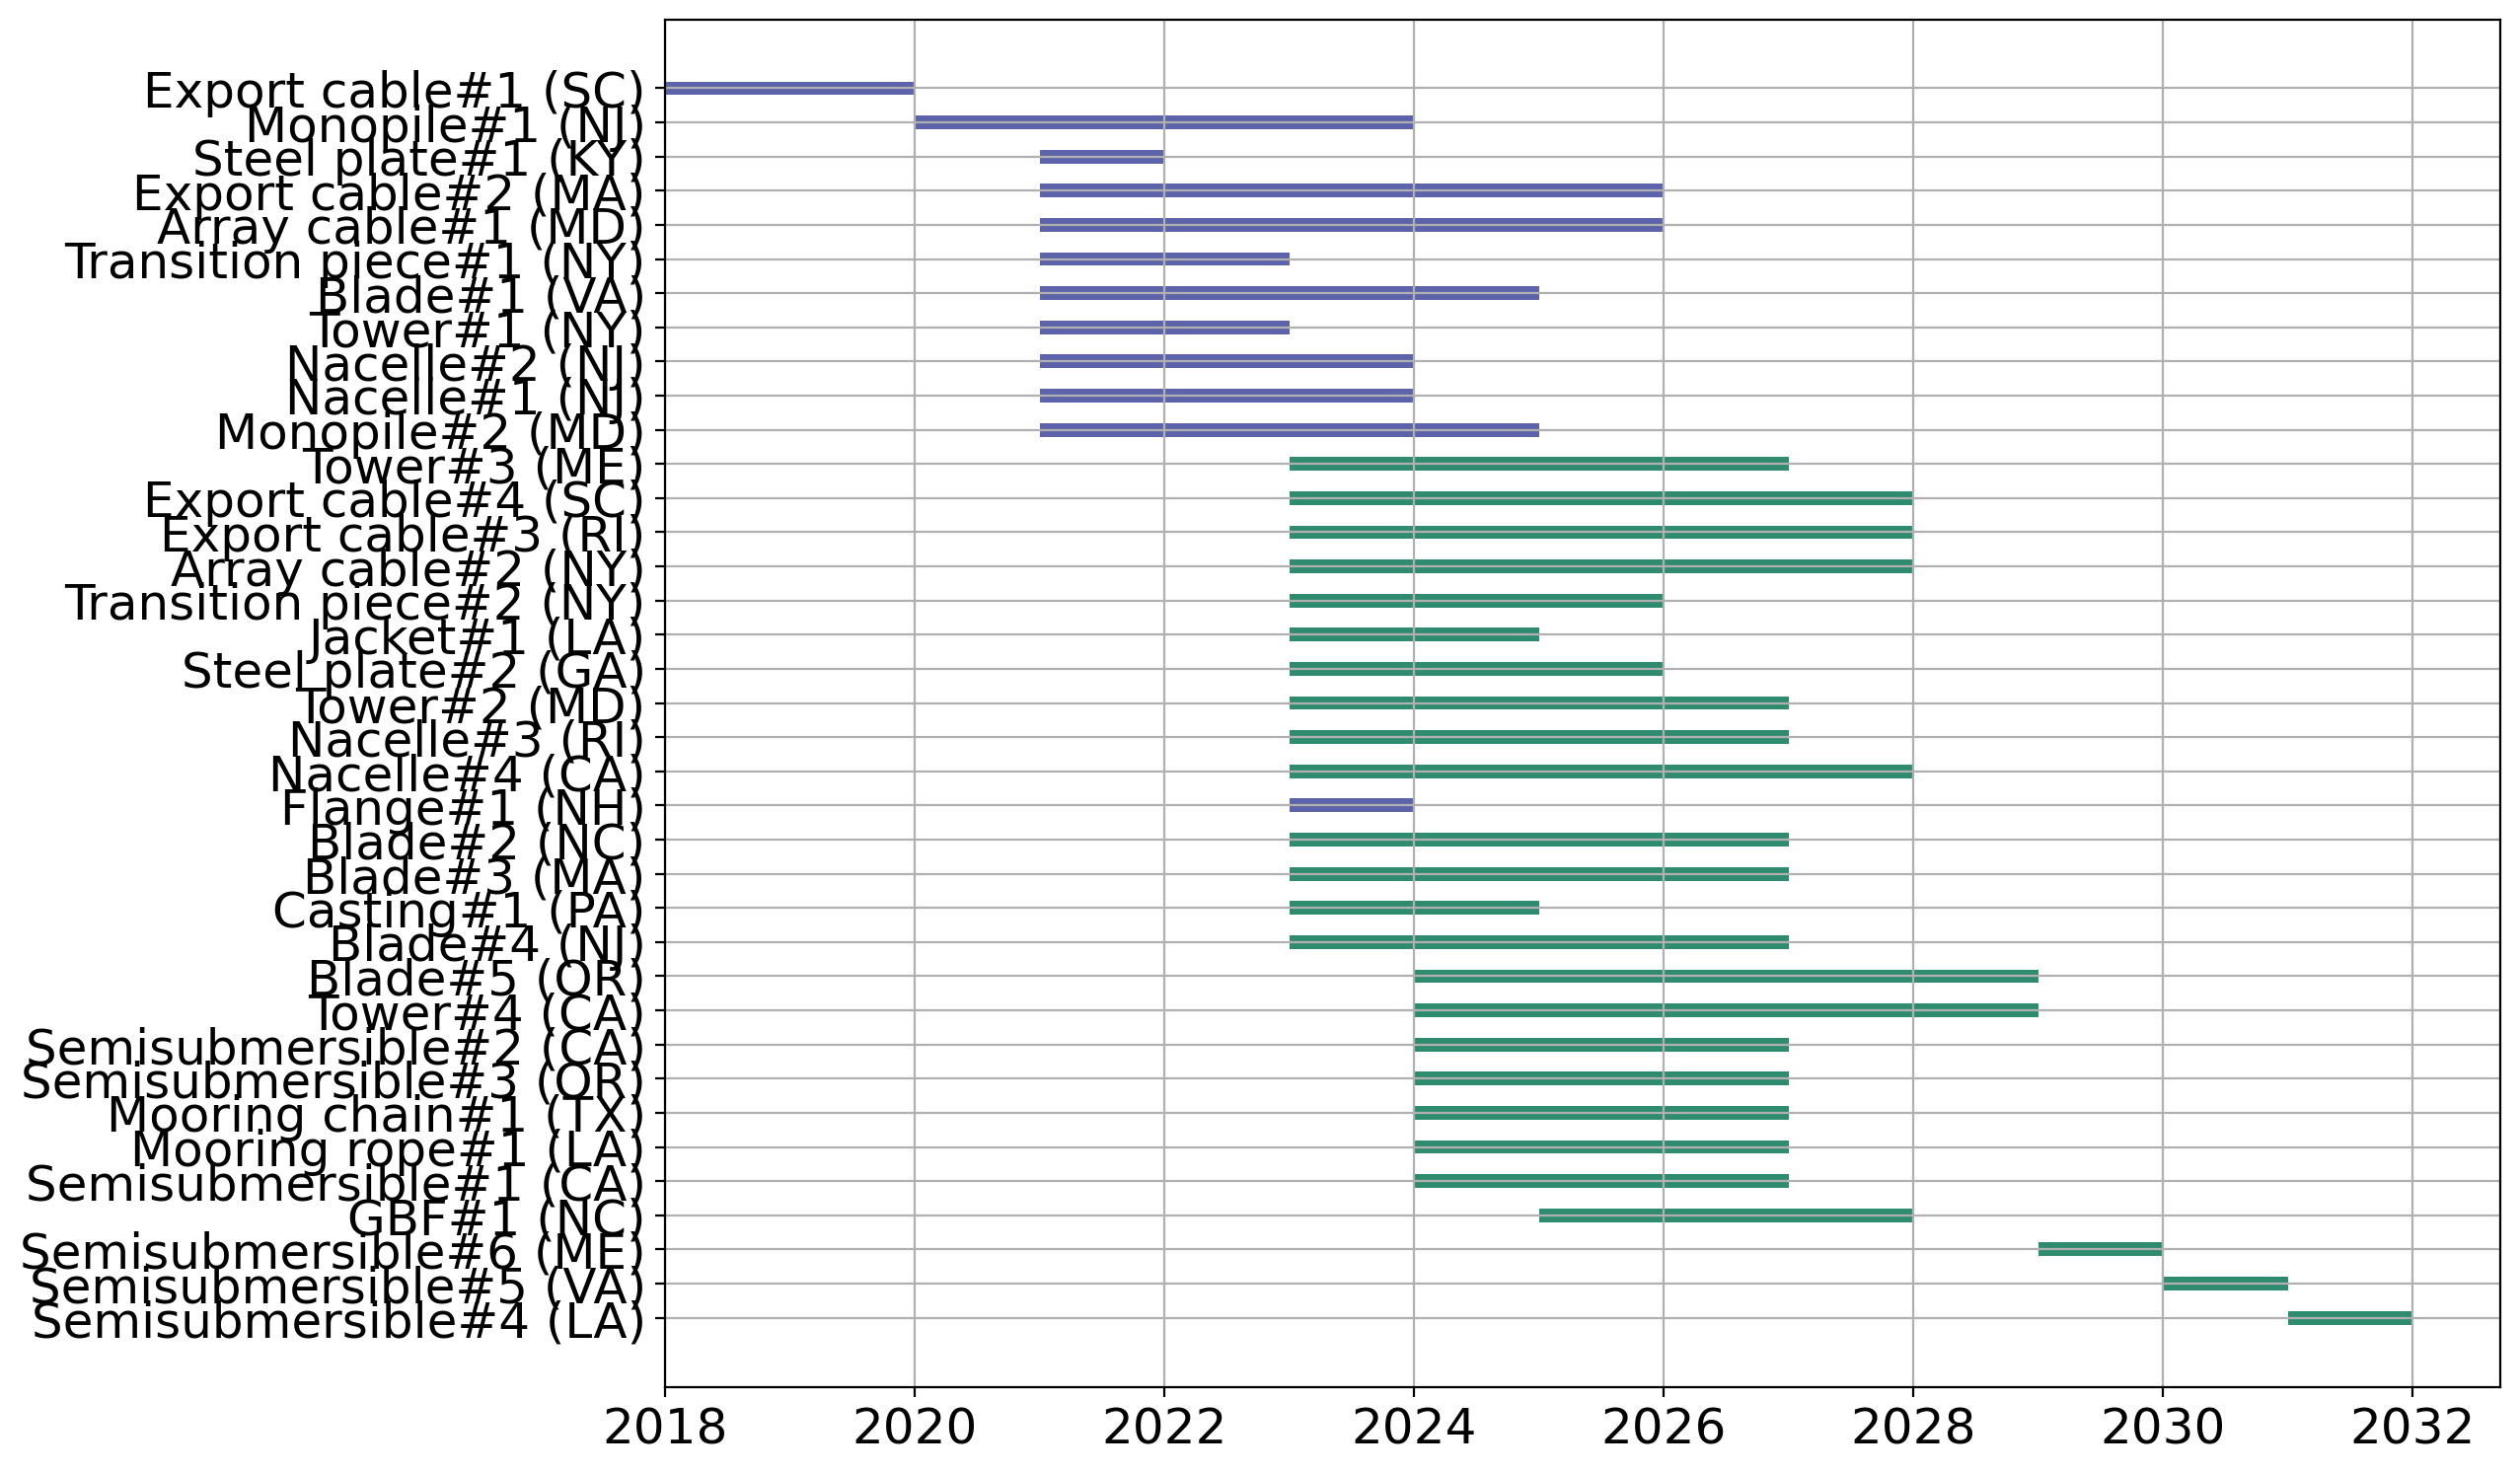 Export cable#1 (SC)
Monopile#1 (NJ)
Steel plate#1 (KY)
Export cable#2 (MA)
Array cable#1 (MD)
Transition piece#1 (NY)
Blade#1 (VA)
Tower#1 (NY)
Nacelle#2 (NJ)
Nacelle#1 (NJ)
Monopile#2 (MD)
Tower#3 (ME)
Export cable#4 (SC)
Export cable#3 (RI)
Array cable#2 (NY)
Transition piece#2 (NY)
Jacket#1 (LA)
Steel plate#2 (GA)
Tower#2 (MD)
Nacelle#3 (RI)
Nacelle#4 (CA)
Flange#1 (NH)
Blade#2 (NC)
Blade#3 (MA)
Casting#1 (PA)
Blade#4 (NJ)
Blade#5 (OR)
Tower#4 (CA)
Semisubmersible#2 (CA)
Semisubmersible#3 (OR)
Mooring chain#1 (TX)
Mooring rope#1 (LA)
Semisubmersible#1 (CA)
GBF#1 (NC)
Semisubmersible#6 (ME)
Semisubmersible#5 (VA)
Semisubmersible#4 (LA)
2018 2020 2022 2024 2026 2028 2030 2032